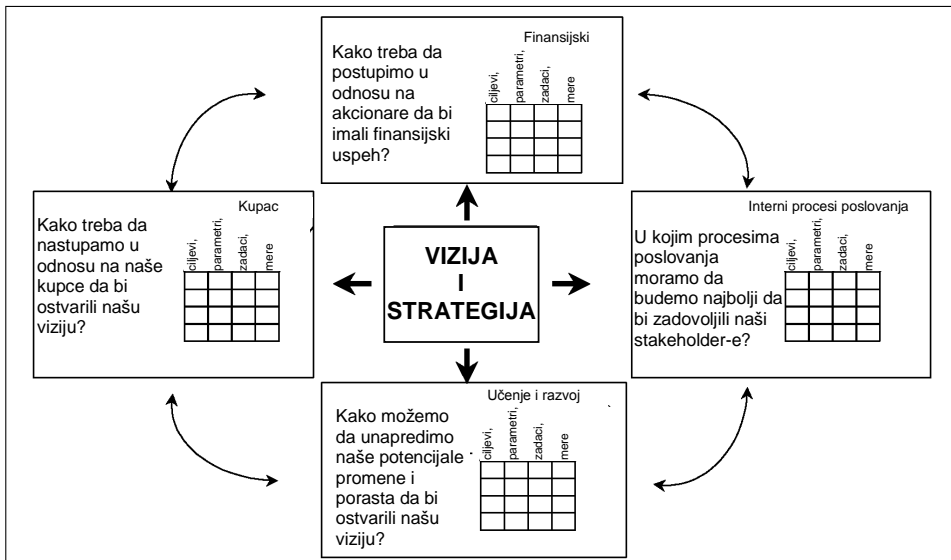 Finansijski
Kako treba da
postupimo u
odnosu na
akcionare da bi
imali finansijski
uspeh?
ciljevi,
parametri,
zadaci,
mere
Kupac
Kako treba da
nastupamo u
odnosu na naše
kupce da bi
ostvarili našu
viziju?
ciljevi,
parametri,
zadaci,
mere
VIZIJA
I
STRATEGIJA
Interni procesi poslovanja
U kojim procesima
poslovanja
moramo da
budemo najbolji da
bi zadovoljili naši
stakeholder-e?
ciljevi,
parametri,
zadaci,
mere
Učenje i razvoj
Kako možemo
da unapredimo
naše potencijale
promene i
porasta da bi
ostvarili našu
viziju?
ciljevi,
parametri,
zadaci,
mere